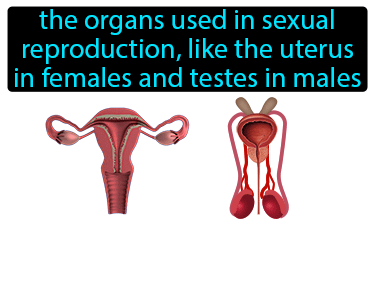 the organs used in sexual
reproduction, like the uterus
in females and testes in males